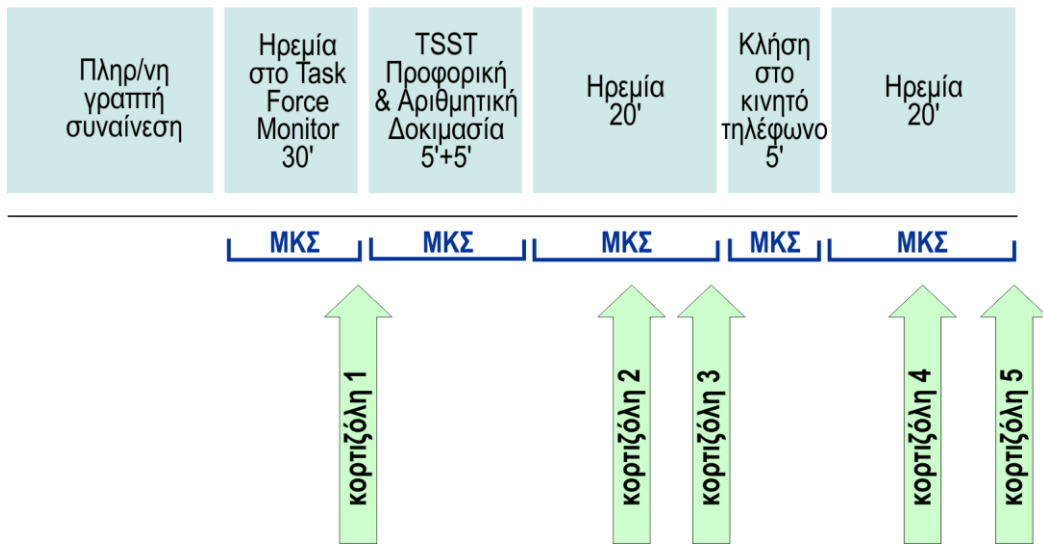 Πληρ/νη
γραπτή
συναίνεση
Ηρεμία
στο Task
Force
Monitor
30'
TSST
Προφορική
& Αριθμητική
Δοκιμασία
5'+5'
Ηρεμία
20'
Κλήση
στο
κινητό
τηλέφωνο
5'
Ηρεμία
20'
ΜΚΣ
ΜΚΣ
ΜΚΣ
ΜΚΣ
ΜΚΣ
κορτιζόλη 1
κορτιζόλη 2
κορτιζόλη 3
κορτιζόλη 4
κορτιζόλη 5